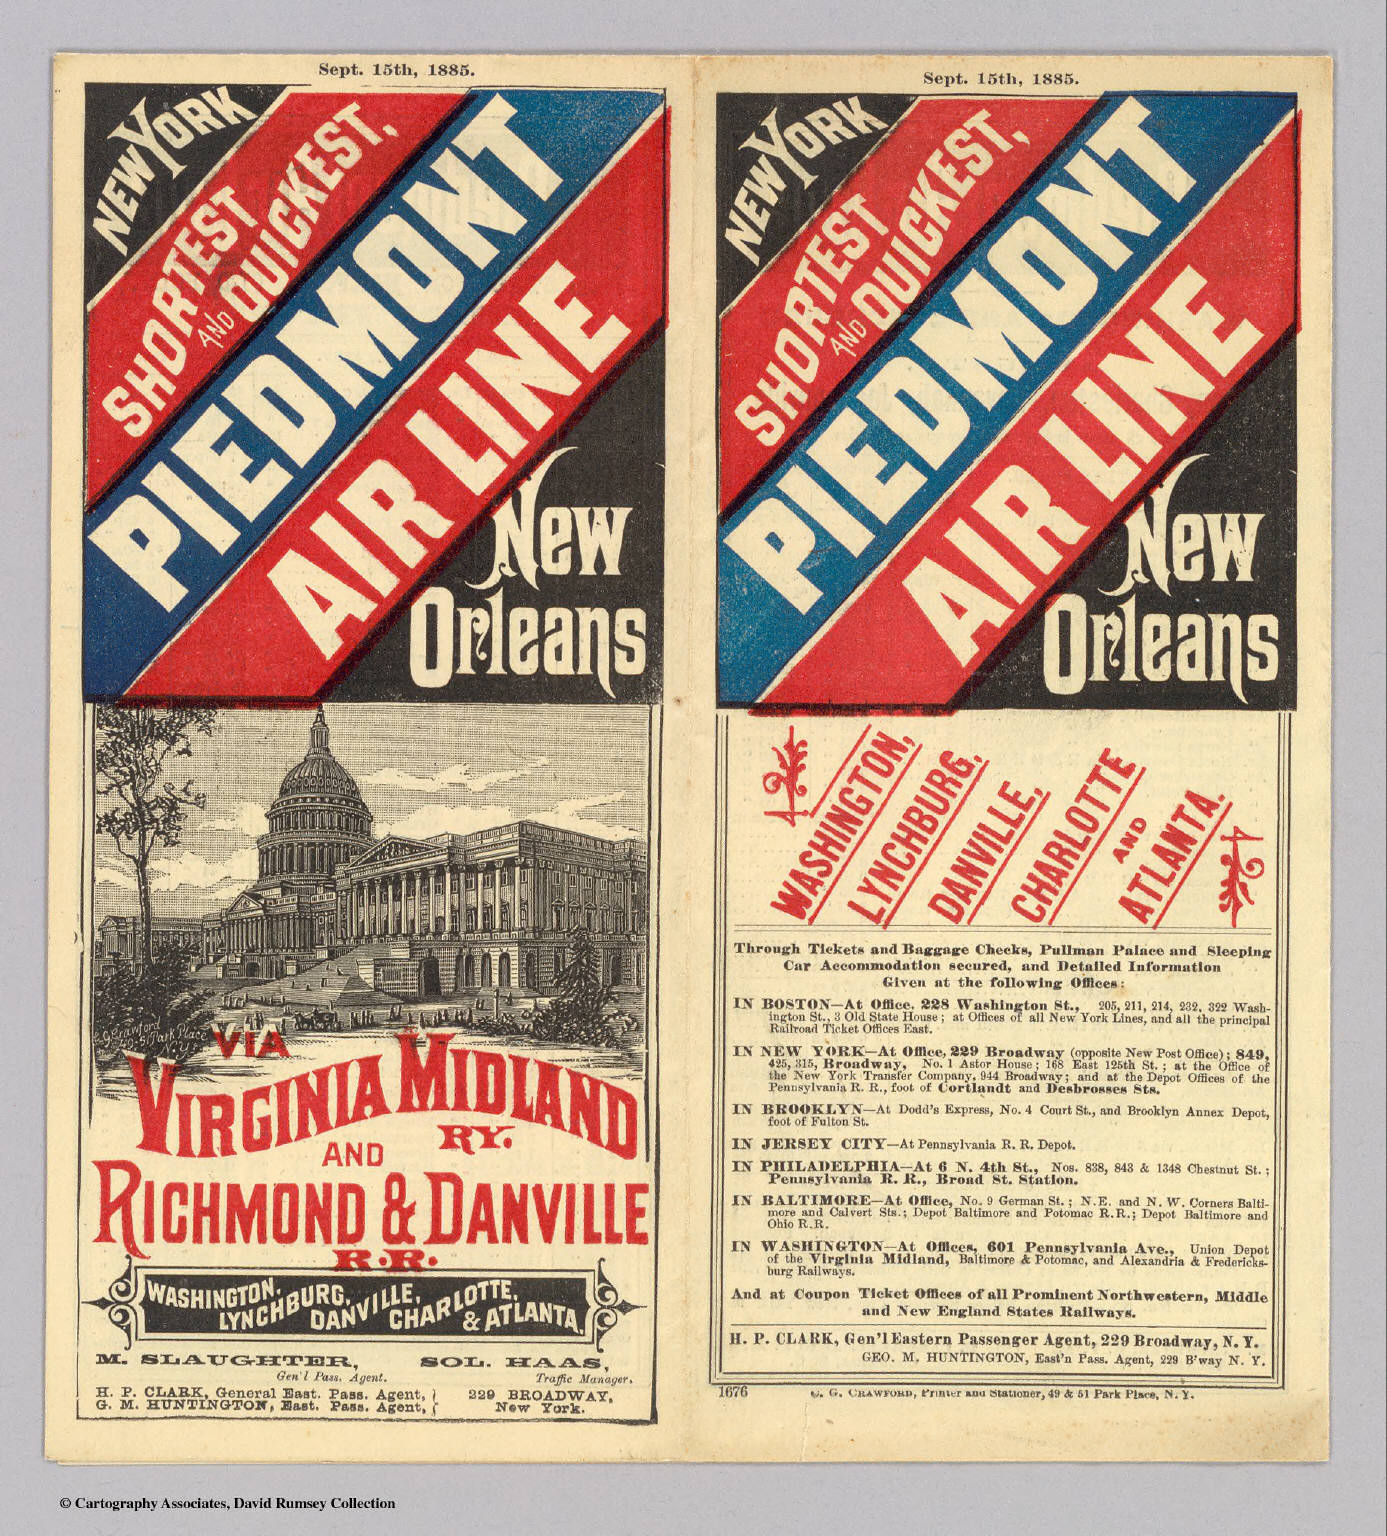 Sept. 15th, 1885.
NEW YORK
SHORTEST
AND QUICKEST,
PIEDMONT
AIR LINE
New
Orleans
C.G. Crawford
49 & 51 Park Place
N.Y.
VIA
VIRGINIA MIDLAND
RY.
AND
RICHMOND & DANVILLE
R.R.
WASHINGTON,
LYNCHBURG,
DANVILLE,
CHARLOTTE,
& ATLANTA.
M. SLAUGHTER,
Gen'l Pass. Agent.
SOL. HAAS,
Traffic Manager.
H. P. CLARK, General East. Pass. Agent,
G. M. HUNTINGTON, East. Pass. Agent,
229 BROADWAY,
New York.
Sept. 15th, 1885.
NEW YORK
SHORTEST
AND QUICKEST,
PIEDMONT
AIR LINE
New
Orleans
WASHINGTON,
LYNCHBURG,
DANVILLE,
CHARLOTTE
AND
ATLANTA.
Through Tickets and Baggage Checks, Pullman Palace and Sleeping
Car Accommodation secured, and Detailed Information
Given at the following Offices:
IN BOSTON—At Office, 228 Washington St., 205, 211, 214, 232, 322 Wash-
ington St., 3 Old State House; at Offices of all New York Lines, and all the principal
Railroad Ticket Offices East.
IN NEW YORK—At Office, 229 Broadway (opposite New Post Office); 849,
425, 315, Broadway, No. 1 Astor House; 168 East 125th St.; at the Office of
the New York Transfer Company, 944 Broadway; and at the Depot Offices of the
Pennsylvania R. R., foot of Cortlandt and Desbrosses Sts.
IN BROOKLYN—At Dodd's Express, No. 4 Court St., and Brooklyn Annex Depot,
foot of Fulton St.
IN JERSEY CITY—At Pennsylvania R. R. Depot.
IN PHILADELPHIA—At 6 N. 4th St., Nos. 838, 843 & 1348 Chestnut St.;
Pennsylvania R. R., Broad St. Station.
IN BALTIMORE—At Office, No. 9 German St.; N.E. and N. W. Corners Balti-
more and Calvert Sts.; Depot Baltimore and Potomac R.R.; Depot Baltimore and
Ohio R.R.
IN WASHINGTON—At Offices, 601 Pennsylvania Ave., Union Depot
of the Virginia Midland, Baltimore & Potomac, and Alexandria & Fredericks-
burg Railways.
And at Coupon Ticket Offices of all Prominent Northwestern, Middle
and New England States Railways.
H. P. CLARK, Gen'l Eastern Passenger Agent, 229 Broadway, N. Y.
GEO. M. HUNTINGTON, East'n Pass. Agent, 229 B'way N. Y.
1676
C. G. CRAWFORD, Printer and Stationer, 49 & 51 Park Place, N. Y.
© Cartography Associates, David Rumsey Collection